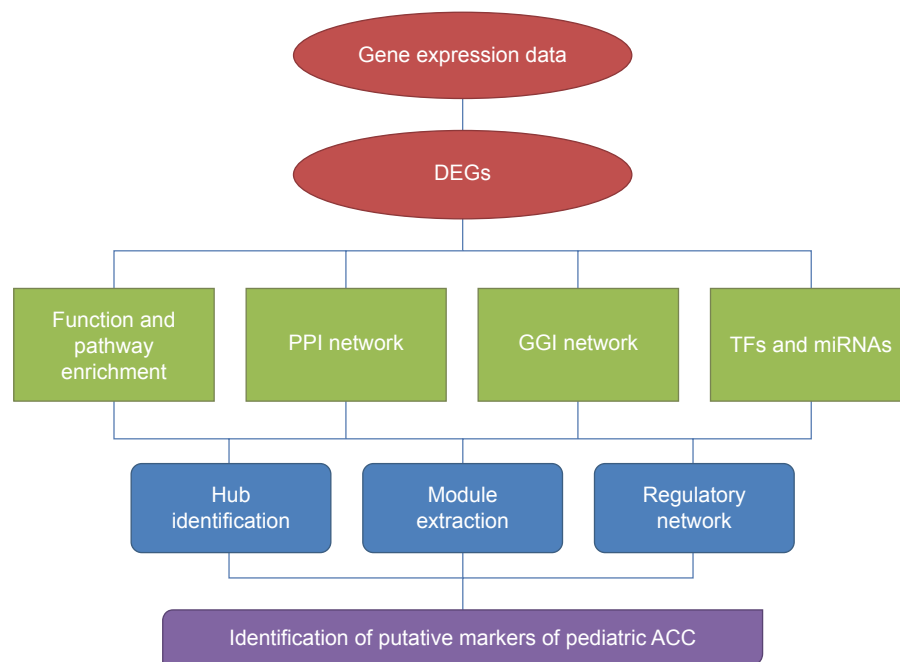 Gene expression data
DEGs
Function and
pathway
enrichment
PPI network
GGI network
TFs and miRNAs
Hub
identification
Module
extraction
Regulatory
network
Identification of putative markers of pediatric ACC